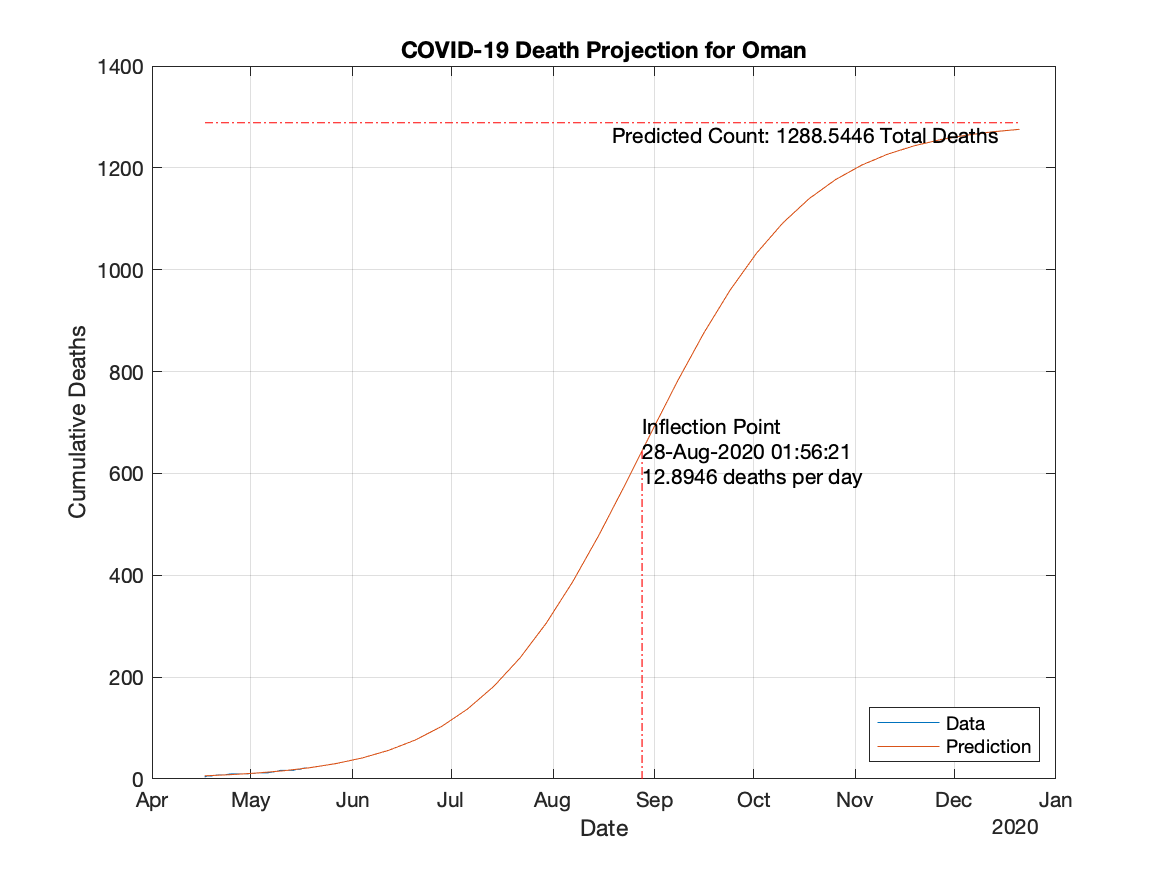 COVID-19 Death Projection for Oman
1400
1200
1000
800
600
400
200
0
Cumulative Deaths
Predicted Count: 1288.5446 Total Deaths
Inflection Point
28-Aug-2020 01:56:21
12.8946 deaths per day
Data
Prediction
Apr May Jun Jul Aug Sep Oct Nov Dec Jan
Date
2020